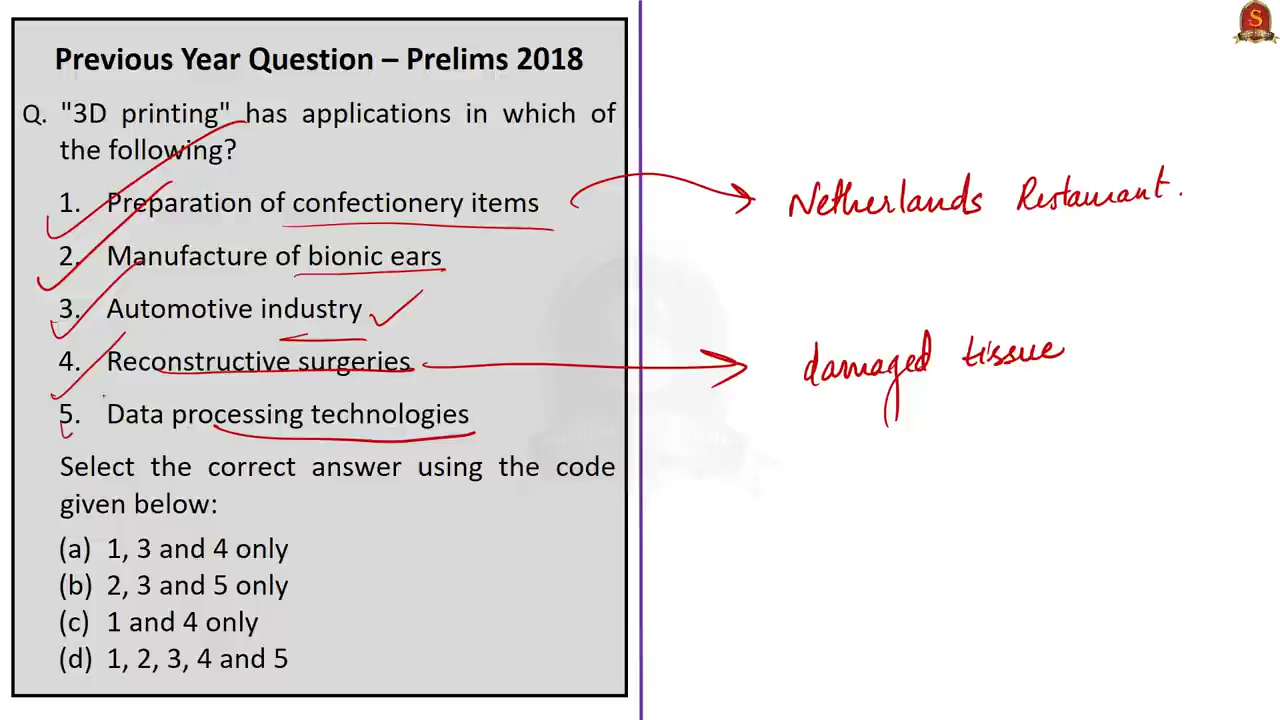 Previous Year Question – Prelims 2018
Q. "3D printing" has applications in which of
the following?
1. Preparation of confectionery items
2. Manufacture of bionic ears
3. Automotive industry
4. Reconstructive surgeries
5. Data processing technologies
Select the correct answer using the code
given below:
(a) 1, 3 and 4 only
(b) 2, 3 and 5 only
(c) 1 and 4 only
(d) 1, 2, 3, 4 and 5
Netherlands Restaurant.
damaged tissue
S